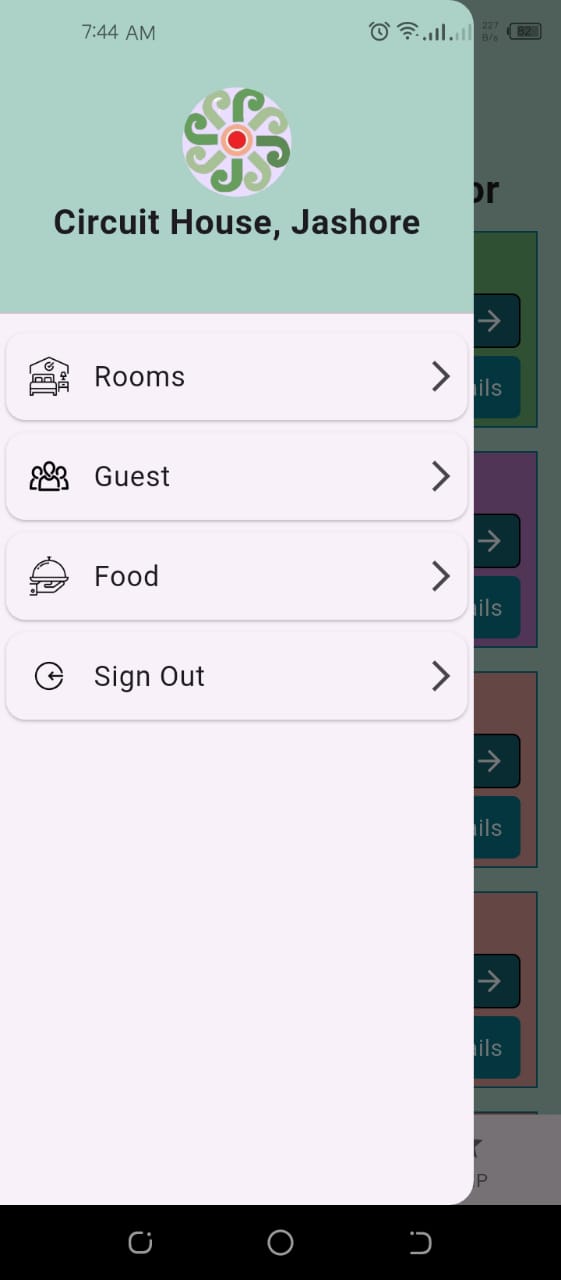 7:44 AM
227
B/s
82
Circuit House, Jashore
or
Rooms
ils
Guest
ils
Food
Sign Out
ils
ils
P